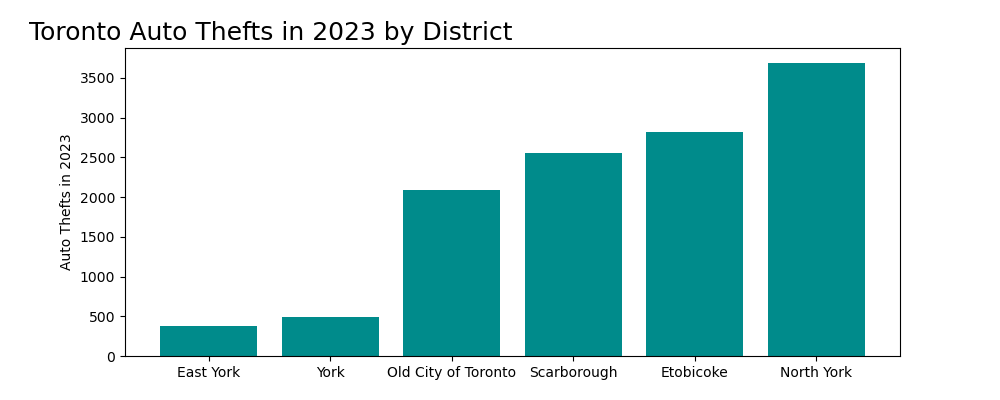 Toronto Auto Thefts in 2023 by District
Auto Thefts in 2023
3500
3000
2500
2000
1500
1000
500
0
East York York Old City of Toronto Scarborough Etobicoke North York